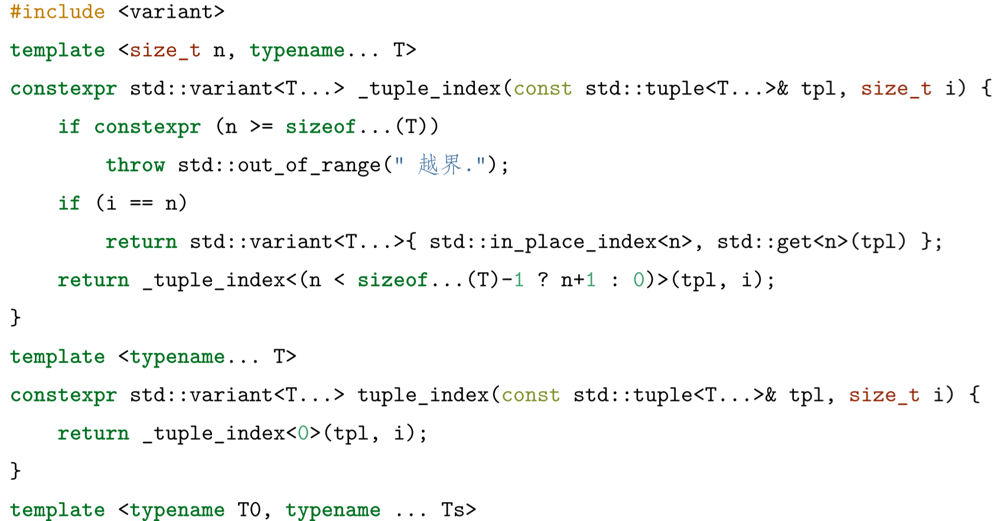 #include <variant>
template <size_t n, typename... T>
constexpr std::variant<T...> _tuple_index(const std::tuple<T...>& tpl, size_t i) {
    if constexpr (n >= sizeof...(T))
        throw std::out_of_range(" 越界.");
    if (i == n)
        return std::variant<T...>{ std::in_place_index<n>, std::get<n>(tpl) };
    return _tuple_index<(n < sizeof...(T)-1 ? n+1 : 0)>(tpl, i);
}
template <typename... T>
constexpr std::variant<T...> tuple_index(const std::tuple<T...>& tpl, size_t i) {
    return _tuple_index<0>(tpl, i);
}
template <typename T0, typename ... Ts>